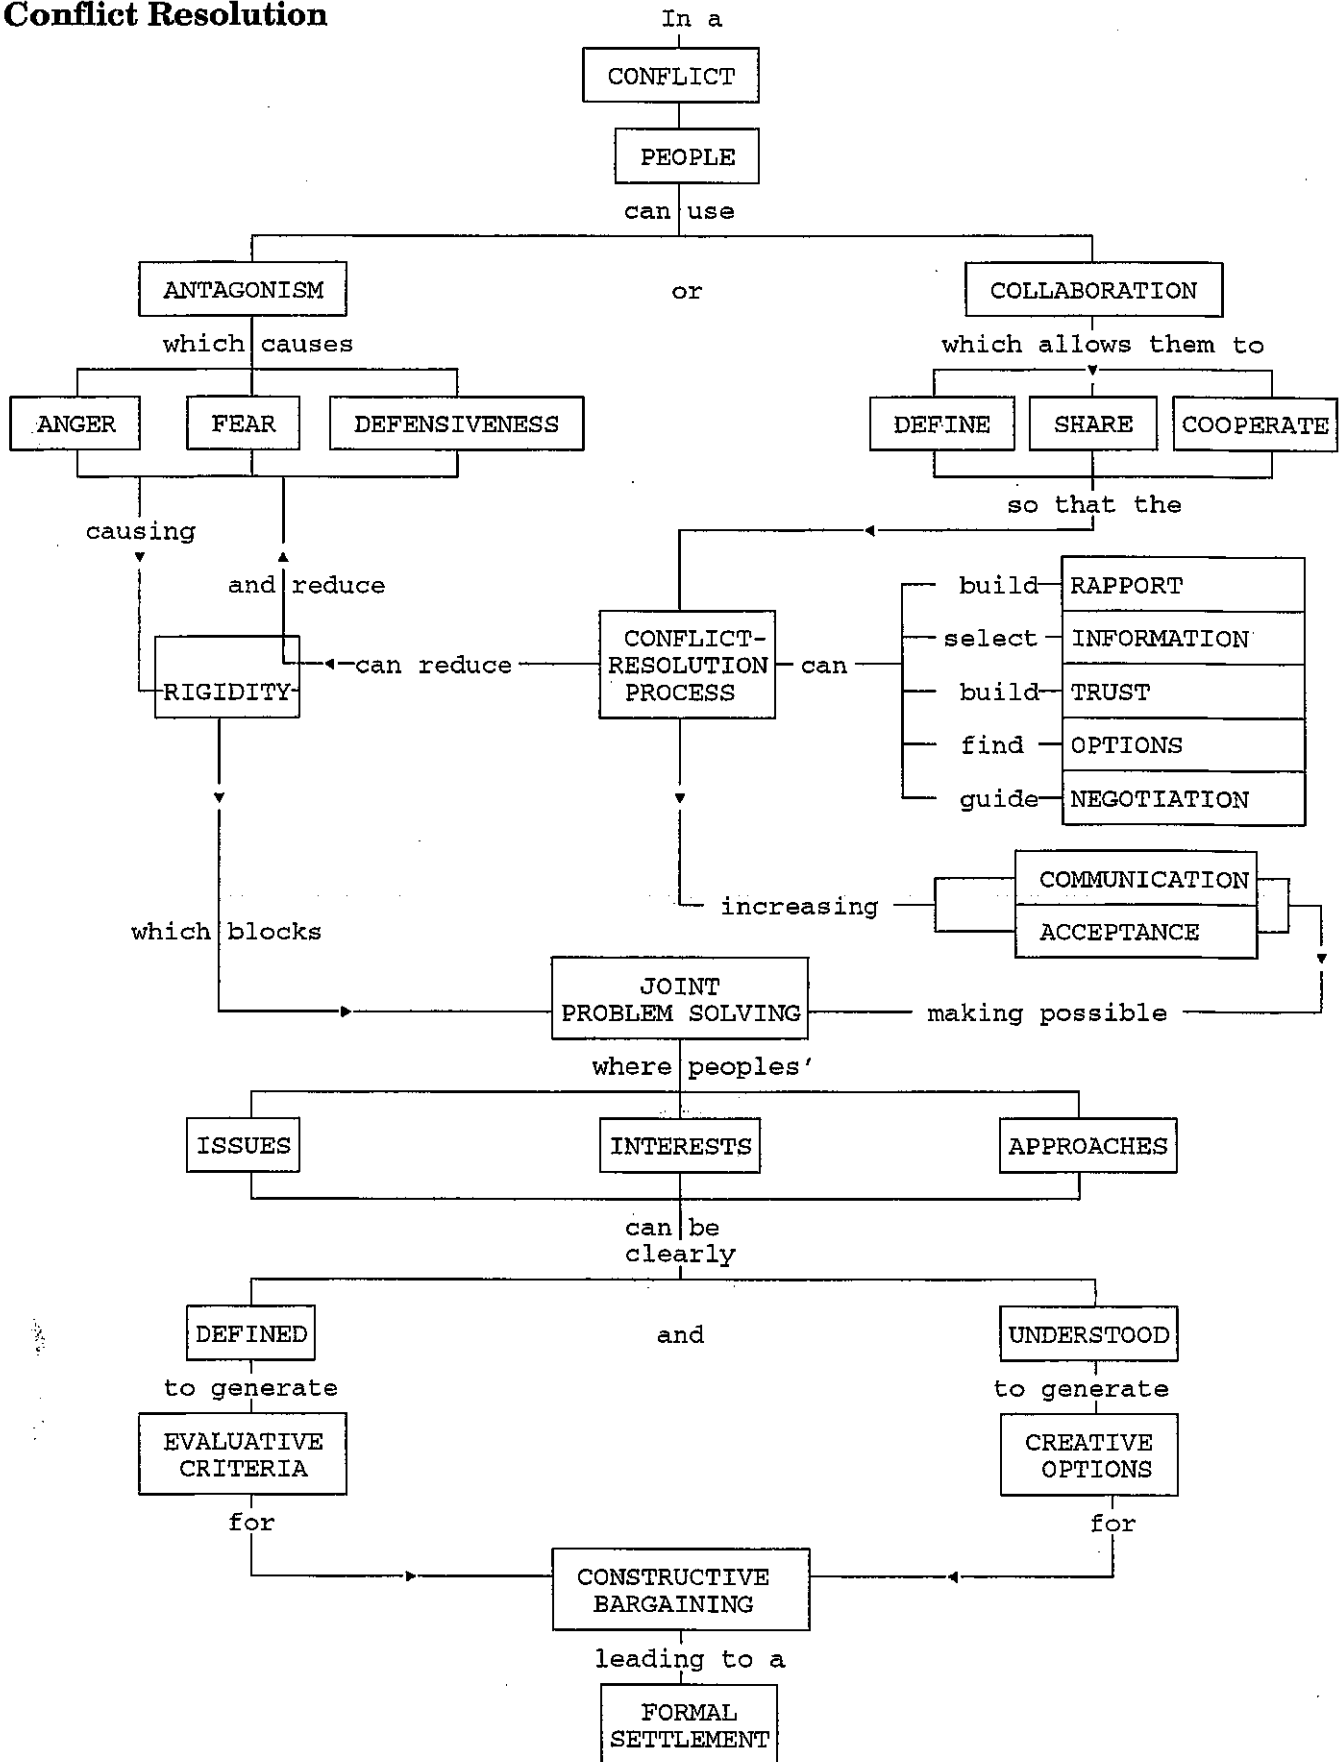 Conflict Resolution
In a
CONFLICT
PEOPLE
can use
ANTAGONISM
or
COLLABORATION
which causes
which allows them to
ANGER
FEAR
DEFENSIVENESS
DEFINE
SHARE
COOPERATE
so that the
causing
and reduce
build
RAPPORT
CONFLICT-
RESOLUTION
PROCESS
select
INFORMATION
can reduce
can
RIGIDITY
build
TRUST
find
OPTIONS
guide
NEGOTIATION
COMMUNICATION
increasing
ACCEPTANCE
which blocks
JOINT
PROBLEM SOLVING
making possible
where peoples'
ISSUES
INTERESTS
APPROACHES
can be
clearly
DEFINED
and
UNDERSTOOD
to generate
to generate
EVALUATIVE
CRITERIA
CREATIVE
OPTIONS
for
for
CONSTRUCTIVE
BARGAINING
leading to a
FORMAL
SETTLEMENT